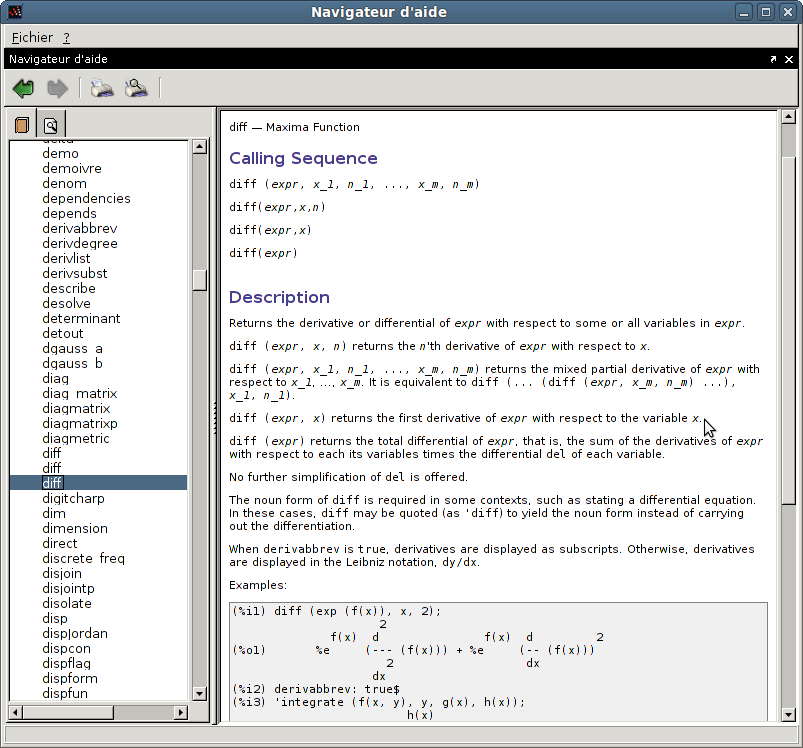 Navigateur d'aide
Fichier ?
Navigateur d'aide
demo
demoivre
denom
dependencies
depends
derivabbrev
derivdegree
derivlist
derivsubst
describe
desolve
determinant
detout
dgauss_a
dgauss_b
diag
diag_matrix
diagmatrix
diagmatrixp
diagmetric
diff
diff
diff
digitcharp
dim
dimension
direct
discrete_freq
disjoin
disjointp
disolate
disp
dispJordan
dispcon
dispflag
dispform
dispfun
diff — Maxima Function
Calling Sequence
diff (expr, x_1, n_1, ..., x_m, n_m)
diff(expr,x,n)
diff(expr,x)
diff(expr)
Description
Returns the derivative or differential of expr with respect to some or all variables in expr.
diff (expr, x, n) returns the n'th derivative of expr with respect to x.
diff (expr, x_1, n_1, ..., x_m, n_m) returns the mixed partial derivative of expr with
respect to x_1, ..., x_m. It is equivalent to diff (... (diff (expr, x_m, n_m) ...),
x_1, n_1).
diff (expr, x) returns the first derivative of expr with respect to the variable x.
diff (expr) returns the total differential of expr, that is, the sum of the derivatives of expr
with respect to each its variables times the differential del of each variable.
No further simplification of del is offered.
The noun form of diff is required in some contexts, such as stating a differential equation.
In these cases, diff may be quoted (as 'diff) to yield the noun form instead of carrying
out the differentiation.
When derivabbrev is true, derivatives are displayed as subscripts. Otherwise, derivatives
are displayed in the Leibniz notation, dy/dx.
Examples:
(%i1) diff (exp (f(x)), x, 2);
2
f(x) d f(x) d 2
(%o1) %e (--- (f(x))) + %e (-- (f(x)))
2 dx
dx
(%i2) derivabbrev: true$
(%i3) 'integrate (f(x, y), y, g(x), h(x));
h(x)